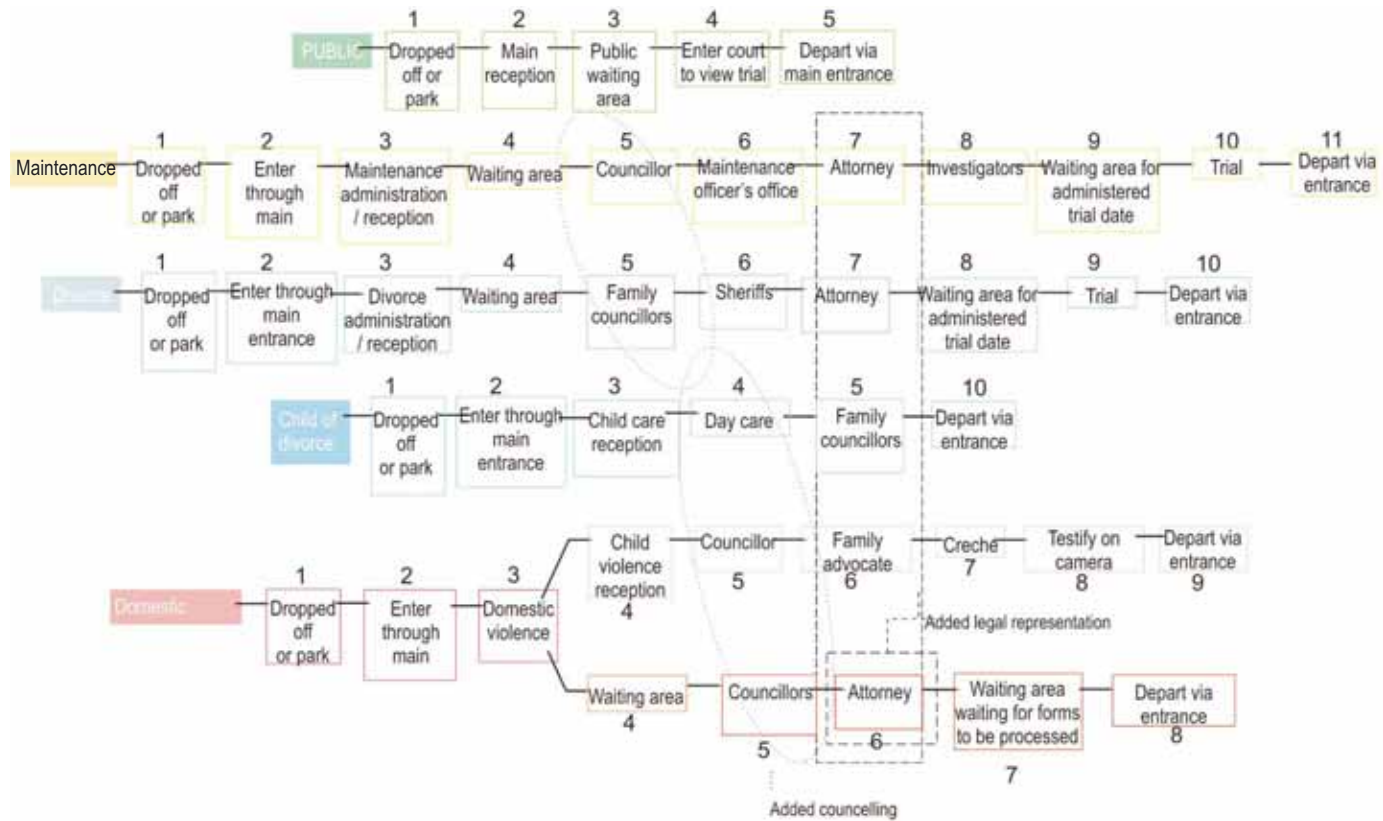 1 2 3 4 5
PUBLIC
Dropped
off or
park
Main
reception
Public
waiting
area
Enter court
to view trial
Depart via
main entrance
1 2 3 4 5 6 7 8 9 10 11
Maintenance
Dropped
off
or park
Enter
through
main
Maintenance
administration
/ reception
Waiting area
Councillor
Maintenance
officer's office
Attorney
Investigators
Waiting area for
administered
trial date
Trial
Depart via
entrance
1 2 3 4 5 6 7 8 9 10
Divorce
Dropped
off
or park
Enter through
main
entrance
Divorce
administration
/ reception
Waiting area
Family
councillors
Sheriffs
Attorney
Waiting area for
administered
trial date
Trial
Depart via
entrance
1 2 3 4 5 10
Child of
divorce
Dropped
off
or park
Enter through
main
entrance
Child care
reception
Day care
Family
councillors
Depart via
entrance
1 2 3
Domestic
Dropped
off
or park
Enter
through
main
Domestic
violence
Child
violence
reception
4
Councillor
5
Family
advocate
6
Creche
7
Testify on
camera
8
Depart via
entrance
9
Added legal representation
Waiting area
4
Councillors
5
Attorney
6
Waiting area
waiting for forms
to be processed
7
Depart via
entrance
8
Added councelling